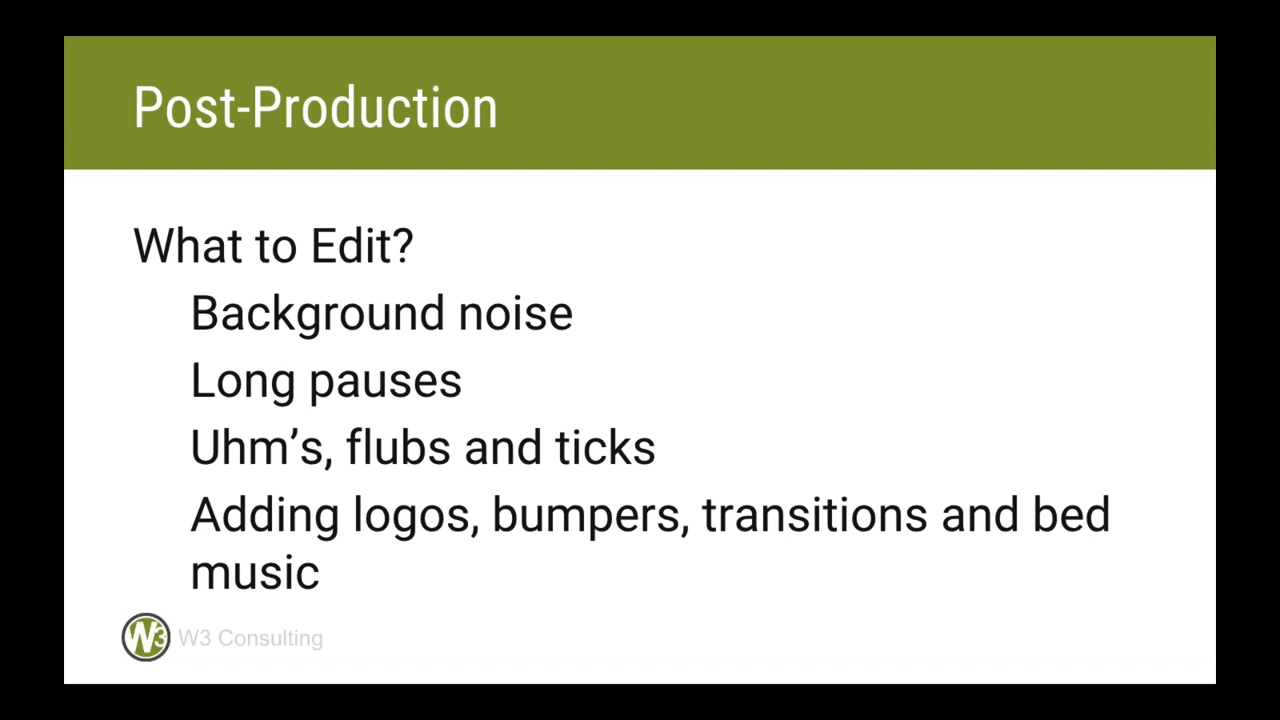 Post-Production
What to Edit?
Background noise
Long pauses
Uhm’s, flubs and ticks
Adding logos, bumpers, transitions and bed
music
W3 W3 Consulting